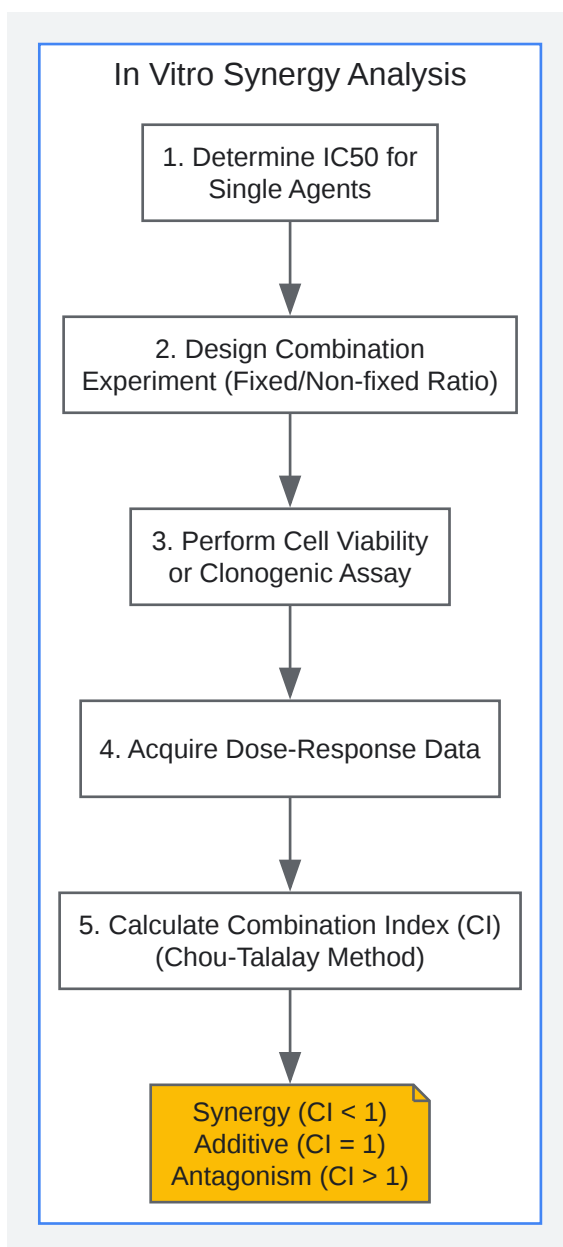 In Vitro Synergy Analysis
1. Determine IC50 for
Single Agents
2. Design Combination
Experiment (Fixed/Non-fixed Ratio)
3. Perform Cell Viability
or Clonogenic Assay
4. Acquire Dose-Response Data
5. Calculate Combination Index (CI)
(Chou-Talalay Method)
Synergy (CI < 1)
Additive (CI = 1)
Antagonism (CI > 1)